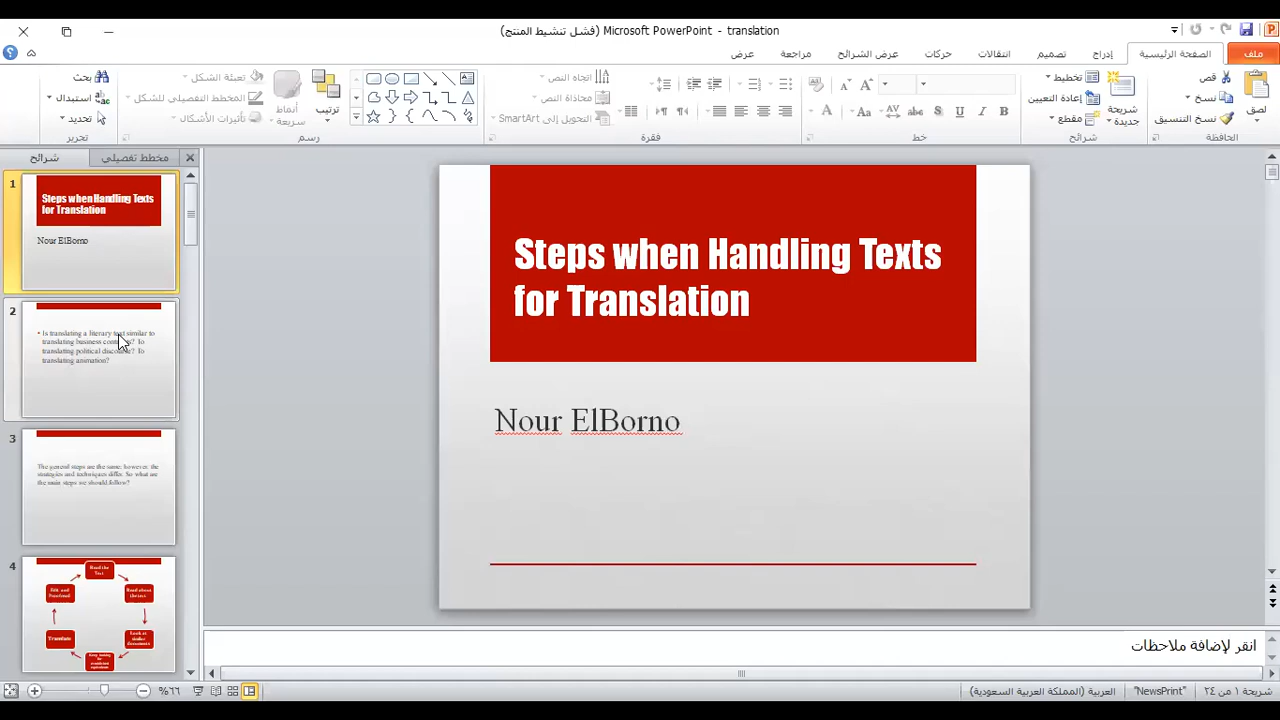 Microsoft PowerPoint - translation (فشل تنشيط المنتج)
ملف
الصفحة الرئيسية
إدراج
تصميم
انتقالات
حركات
عرض الشرائح
مراجعة
عرض
لصق
قص
نسخ
نسخ التنسيق
الحافظة
شريحة جديدة
تخطيط
إعادة التعيين
مقطع
شرائح
خط
اتجاه النص
محاذاة النص
التحويل إلى SmartArt
فقرة
ترتيب
أنماط سريعة
تعبئة الشكل
المخطط التفصيلي للشكل
تأثيرات الأشكال
رسم
بحث
استبدال
تحديد
تحرير
شرائح
مخطط تفصيلي
1
Steps when Handling Texts
for Translation
Nour ElBorno
2
Is translating a literary text similar to
translating business contracts? To
translating political discourse? To
translating animation?
3
The general steps are the same; however, the
strategies and techniques differ. So what are
the main steps we should follow?
4
Read the Text
Translate
Steps when Handling Texts
for Translation
Nour ElBorno
انقر لإضافة ملاحظات
شريحة ١ من ٢٤
"NewsPrint"
العربية (المملكة العربية السعودية)
٦٦%